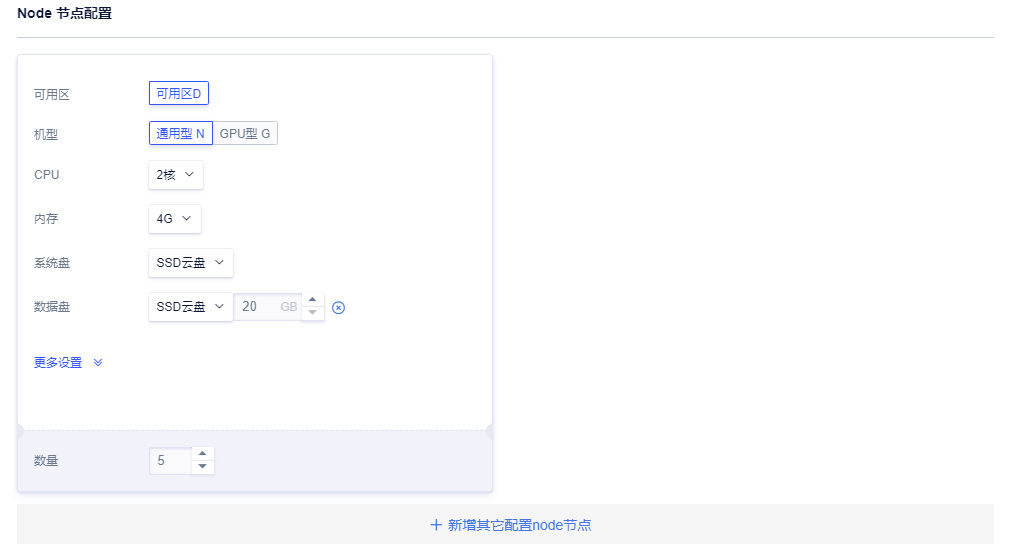 Node 节点配置
可用区 可用区D
机型 通用型 N GPU型 G
CPU 2核
内存 4G
系统盘 SSD云盘
数据盘 SSD云盘 20 GB
更多设置
数量 5
新增其它配置node节点